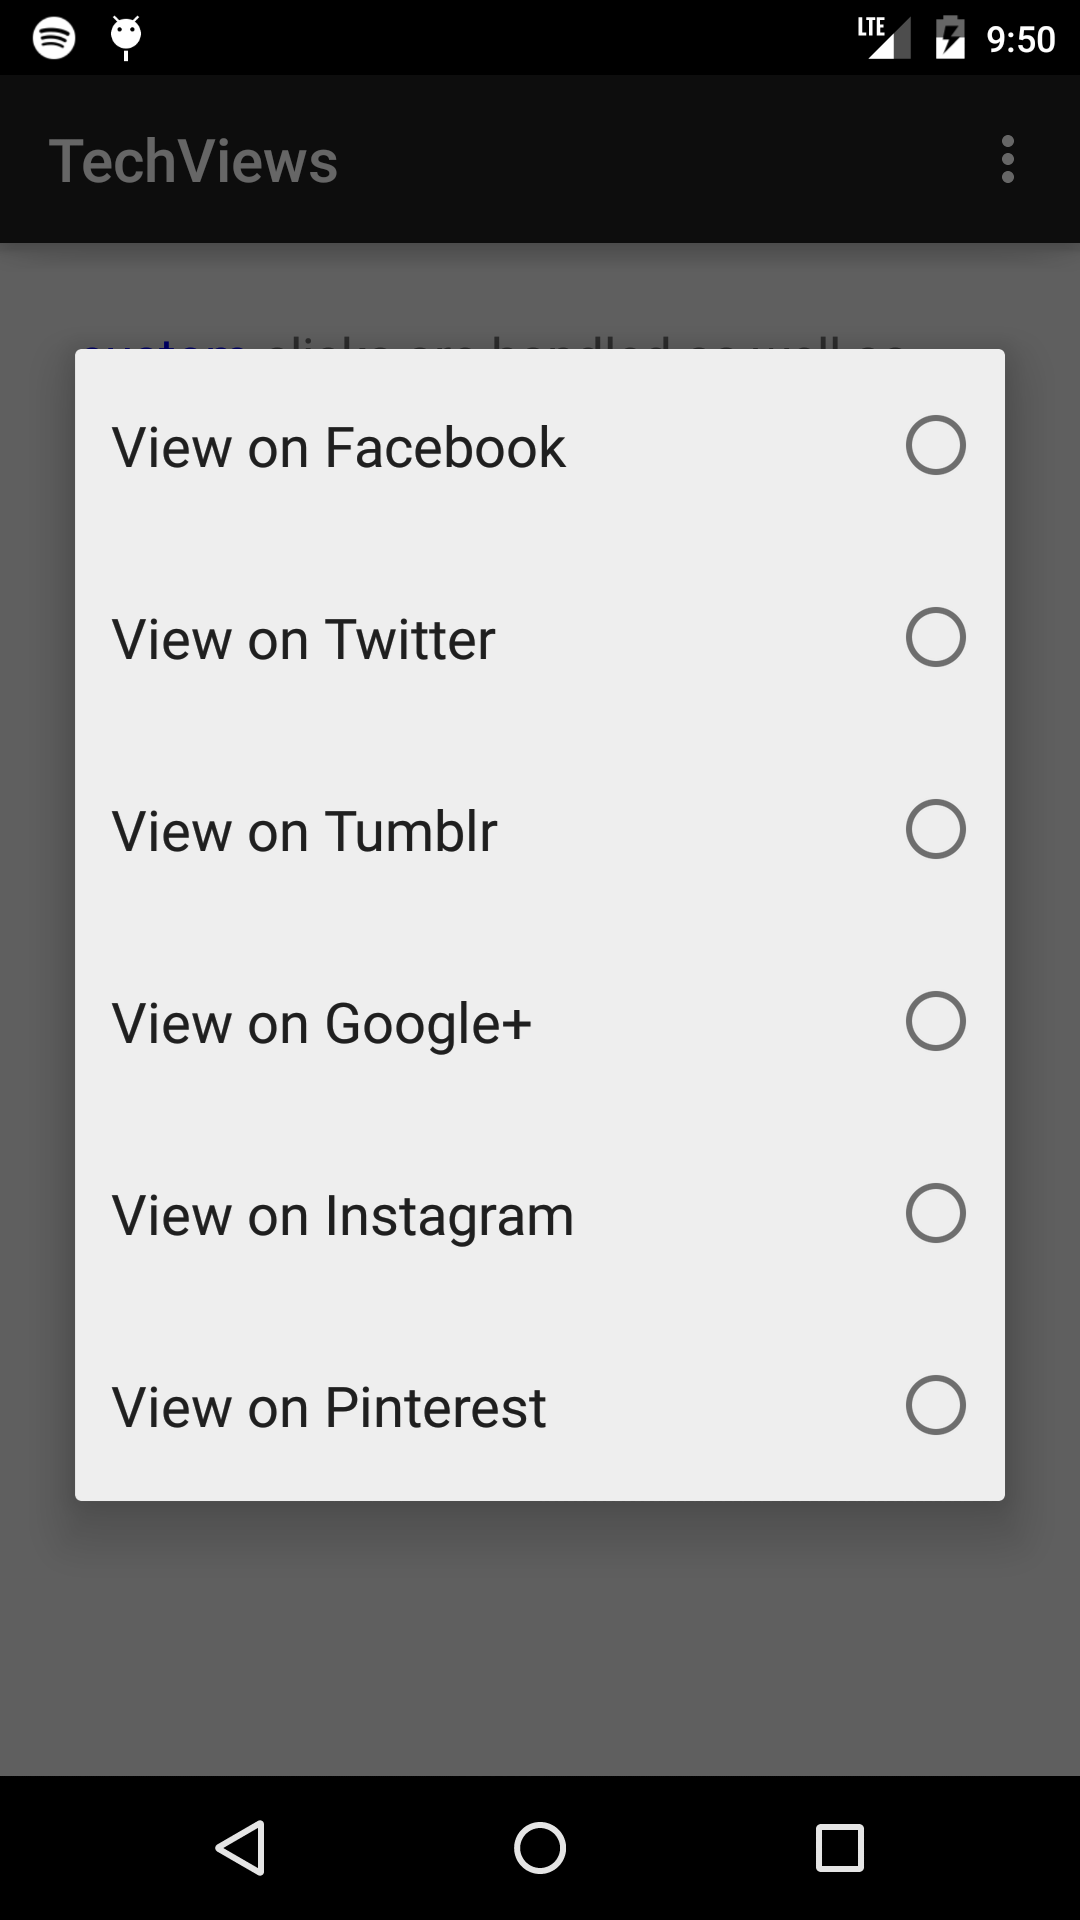 LTE 9:50
TechViews
View on Facebook
View on Twitter
View on Tumblr
View on Google+
View on Instagram
View on Pinterest